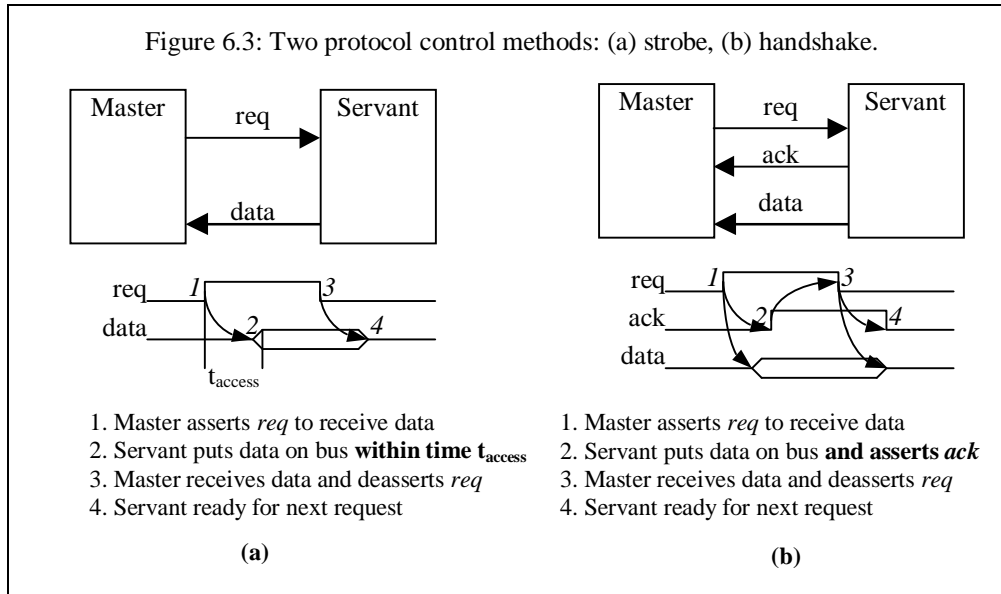 Figure 6.3: Two protocol control methods: (a) strobe, (b) handshake.
Master
Servant
req
data
req
data
1
3
2
4
t_access
1. Master asserts req to receive data
2. Servant puts data on bus within time t_access
3. Master receives data and deasserts req
4. Servant ready for next request
(a)
Master
Servant
req
ack
data
req
ack
data
1
3
2
4
1. Master asserts req to receive data
2. Servant puts data on bus and asserts ack
3. Master receives data and deasserts req
4. Servant ready for next request
(b)